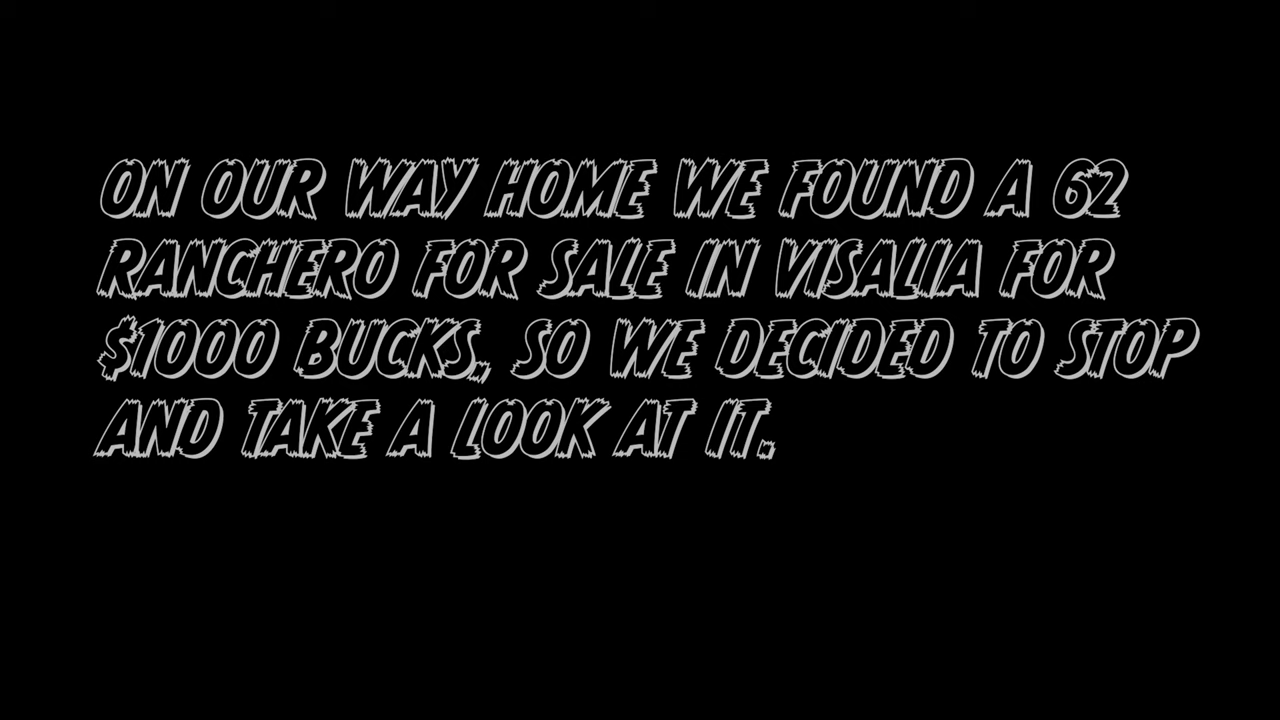 ON OUR WAY HOME WE FOUND A 62
RANCHERO FOR SALE IN VISALIA FOR
$1000 BUCKS, SO WE DECIDED TO STOP
AND TAKE A LOOK AT IT.